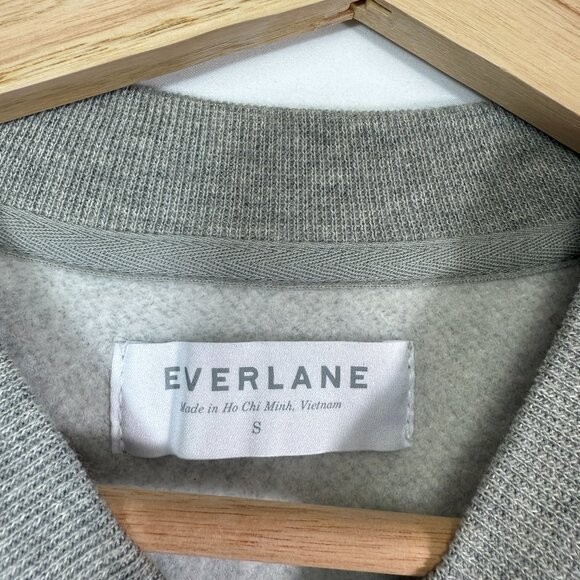 EVERLANE
Made in Ho Chi Minh, Vietnam
S